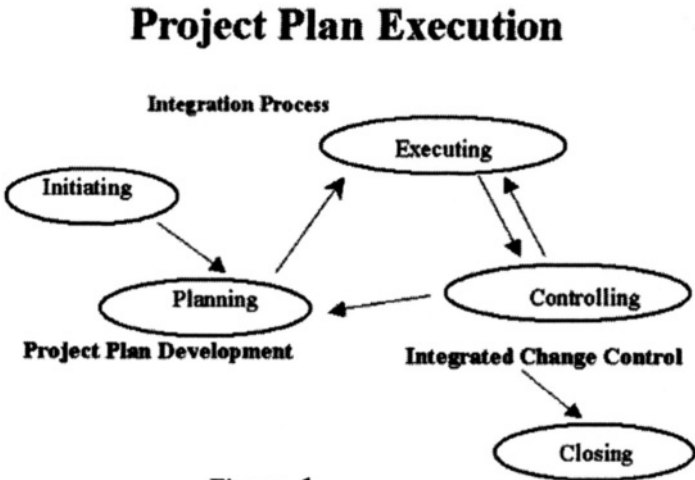 Project Plan Execution
Integration Process
Executing
Initiating
Planning
Controlling
Project Plan Development
Integrated Change Control
Closing